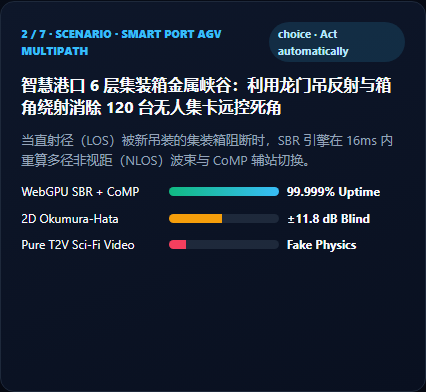 2 / 7 · SCENARIO · SMART PORT AGV
MULTIPATH
choice · Act
automatically
智慧港口 6 层集装箱金属峡谷：利用龙门吊反射与箱
角绕射消除 120 台无人集卡远控死角
当直射径（LOS）被新吊装的集装箱阻断时，SBR 引擎在 16ms 内
重算多径非视距（NLOS）波束与 CoMP 辅站切换。
WebGPU SBR + CoMP 99.999% Uptime
2D Okumura-Hata ±11.8 dB Blind
Pure T2V Sci-Fi Video Fake Physics